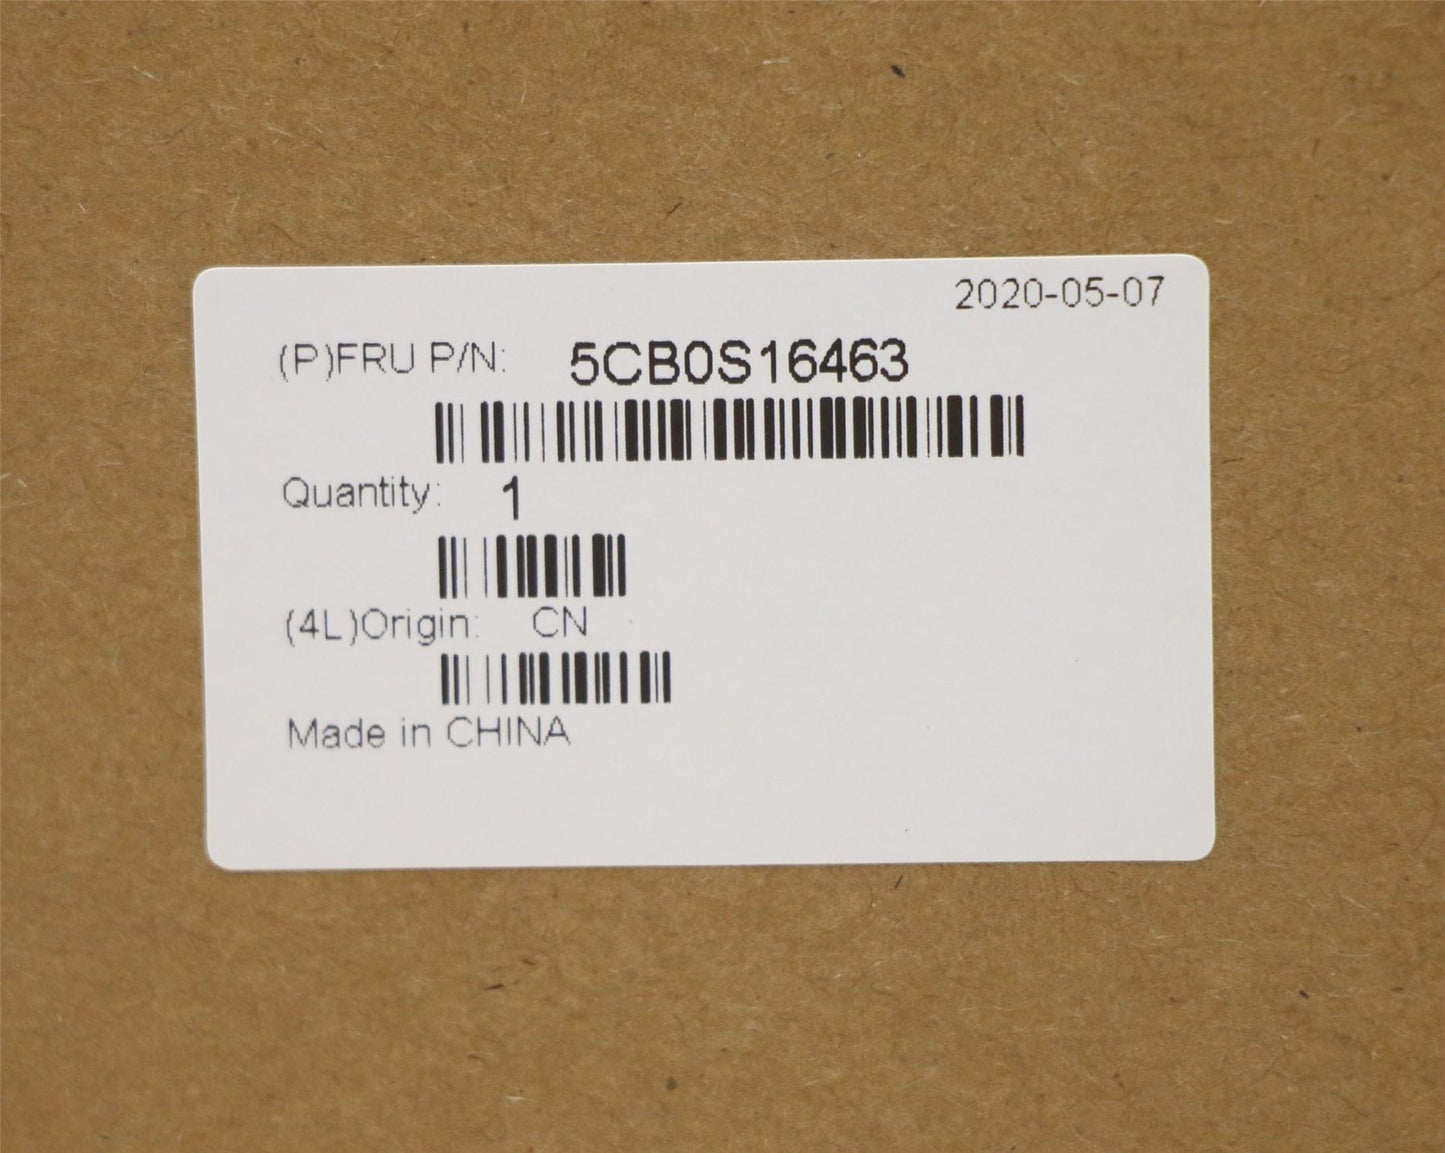 2020-05-07
(P)FRU P/N: 5CB0S16463
Quantity: 1
(4L)Origin: CN
Made in CHINA